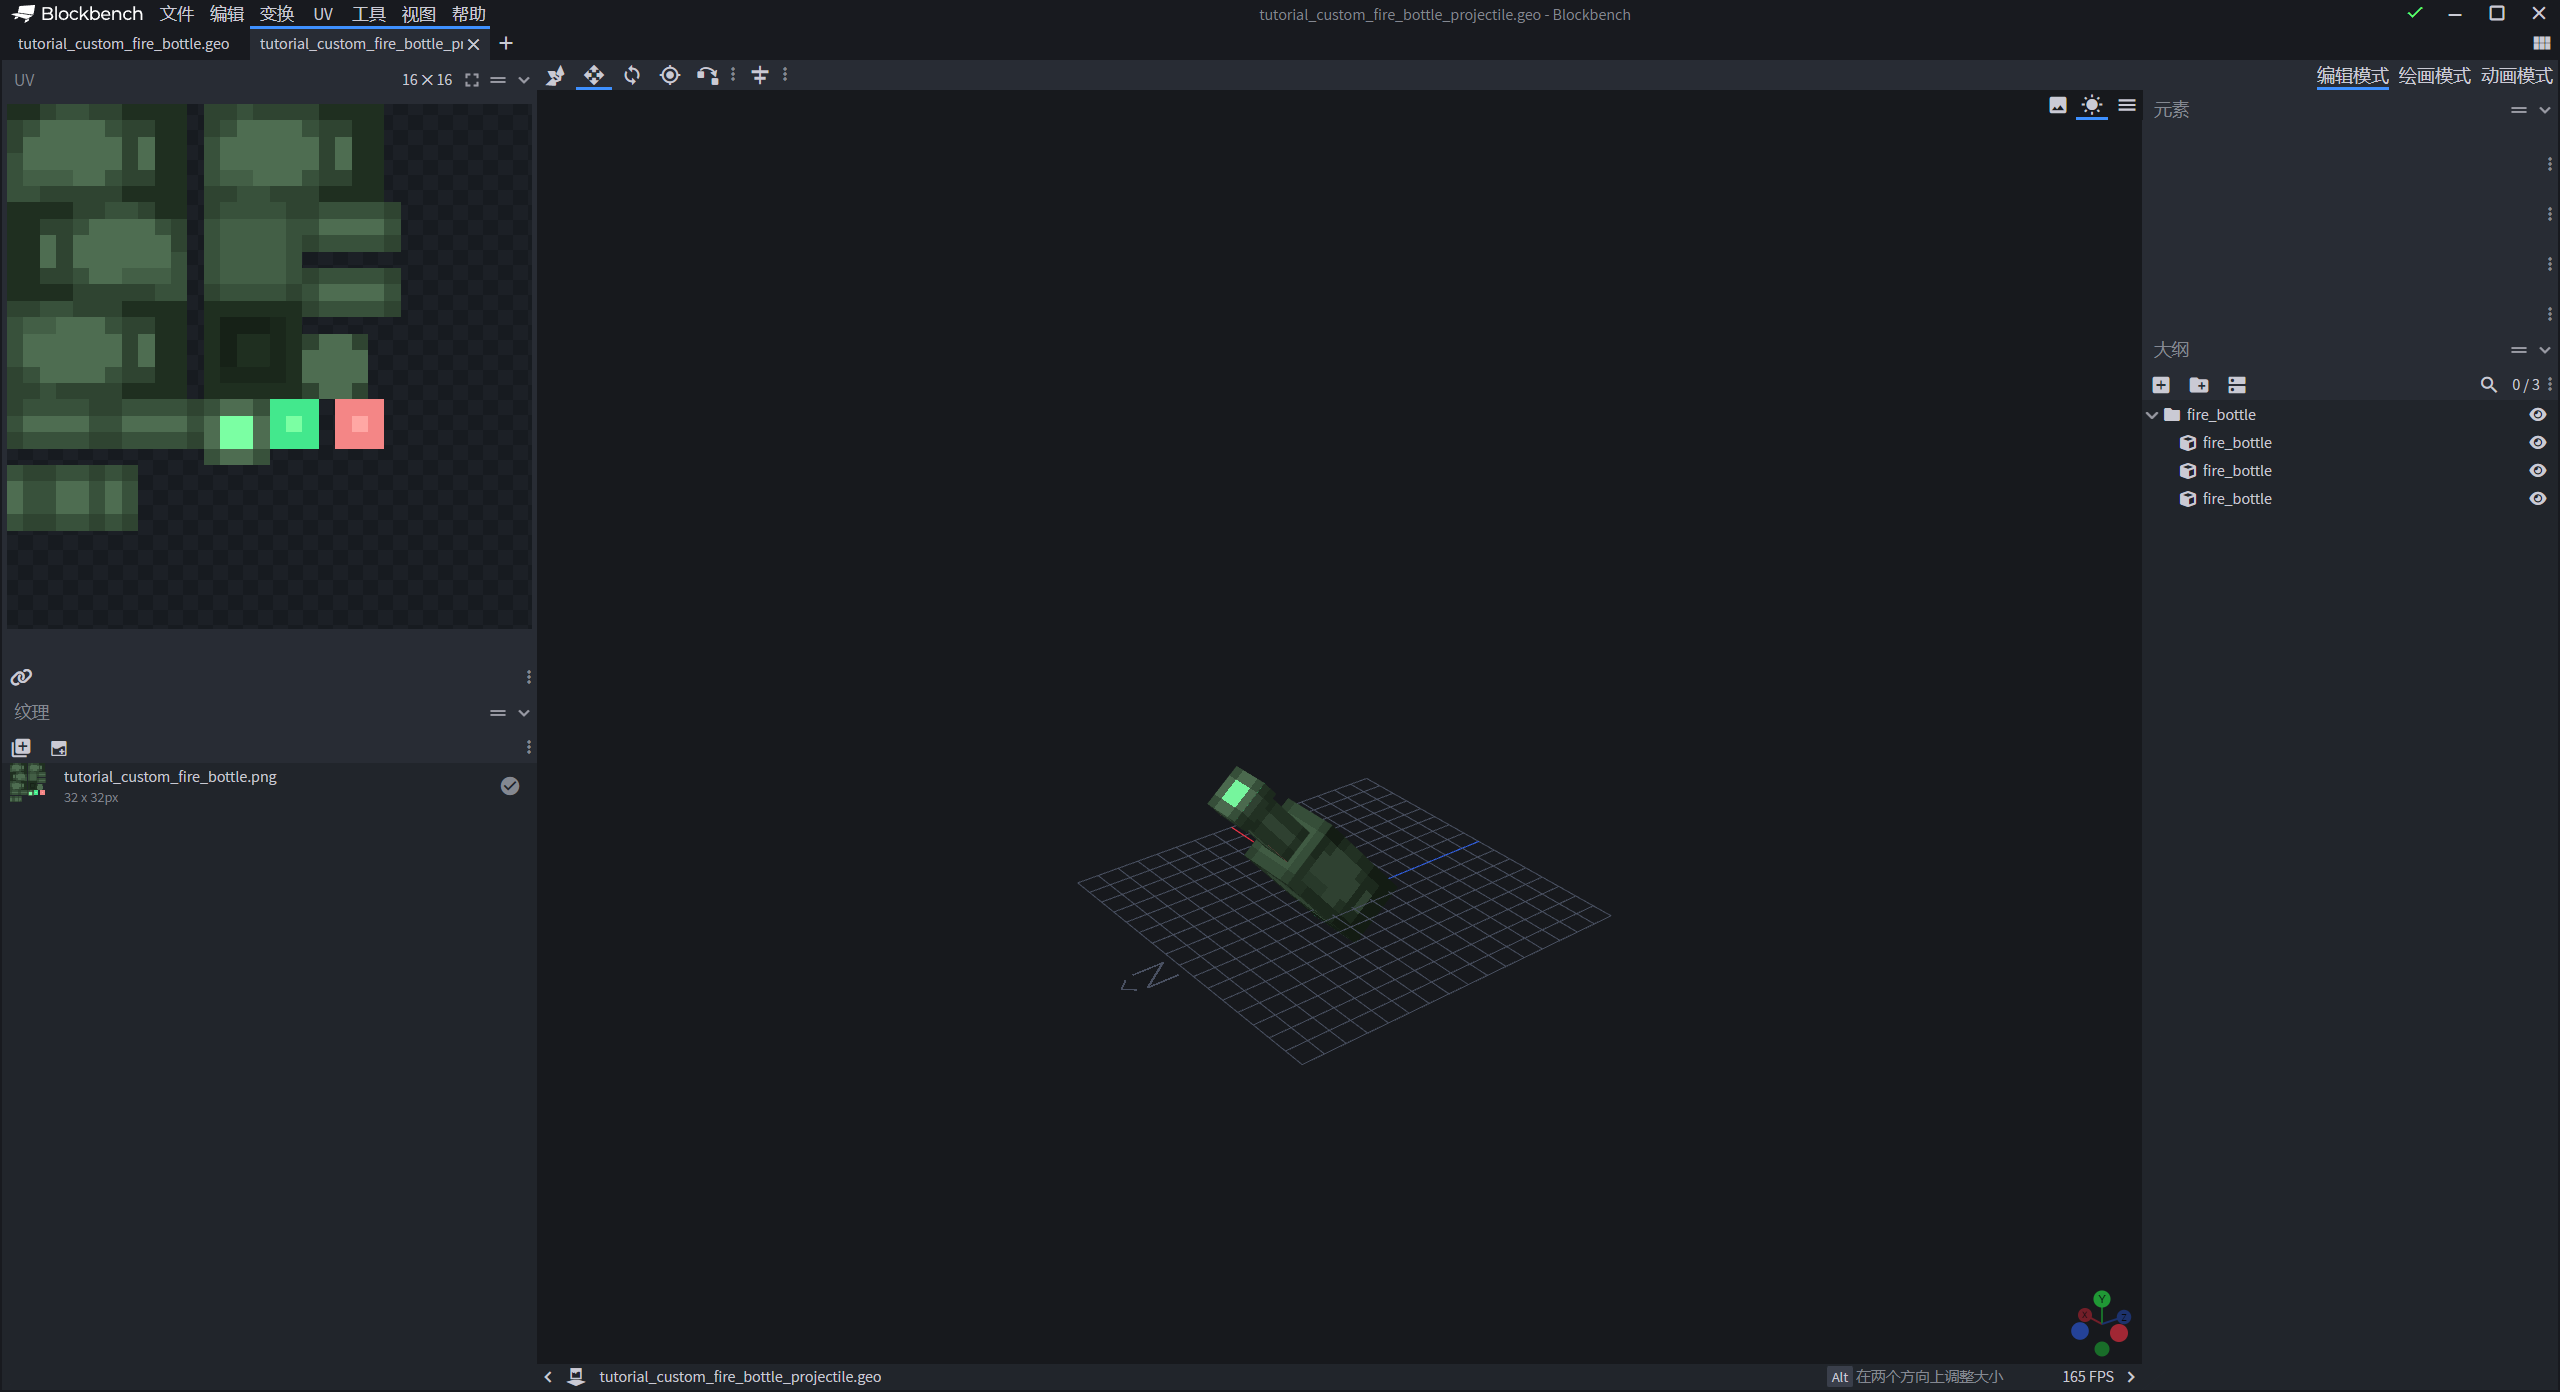 Blockbench 文件 编辑 变换 UV 工具 视图 帮助
tutorial_custom_fire_bottle_projectile.geo - Blockbench
tutorial_custom_fire_bottle.geo
tutorial_custom_fire_bottle_pr
UV
16×16
编辑模式 绘画模式 动画模式
元素
大纲
0 / 3
fire_bottle
fire_bottle
fire_bottle
fire_bottle
纹理
tutorial_custom_fire_bottle.png
32 x 32px
N
Y
X
Z
tutorial_custom_fire_bottle_projectile.geo
Alt 在两个方向上调整大小
165 FPS